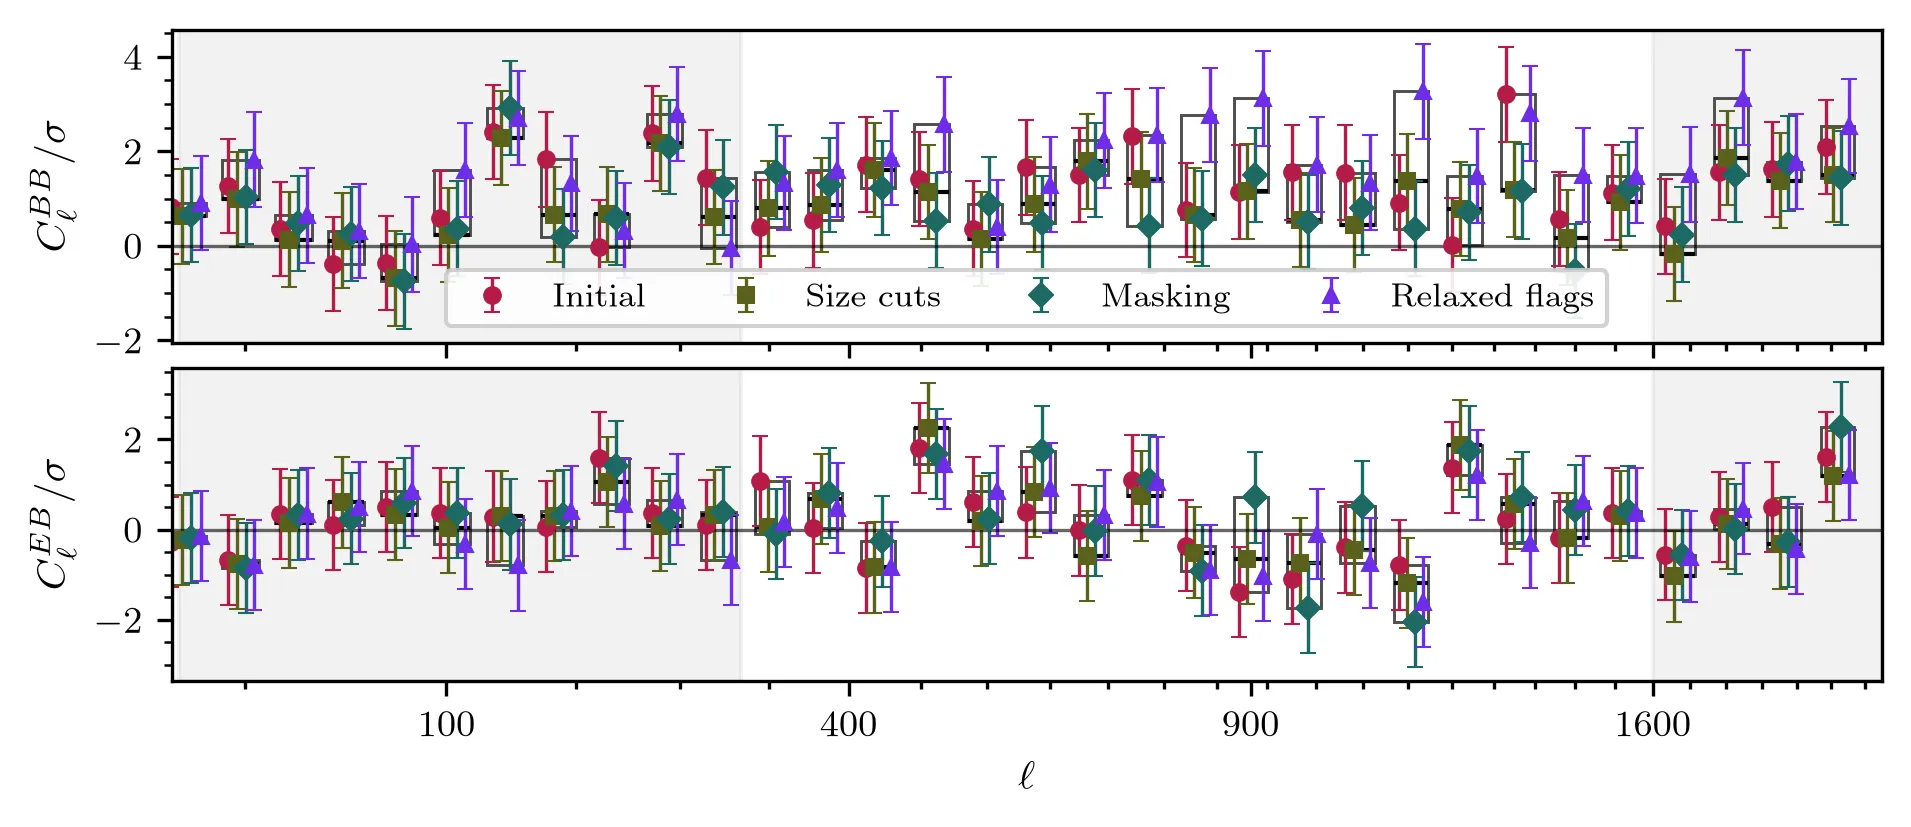 C_ℓ^{BB}/σ
4
2
0
−2
Initial Size cuts Masking Relaxed flags
C_ℓ^{EB}/σ
2
0
−2
100 400 900 1600
ℓ